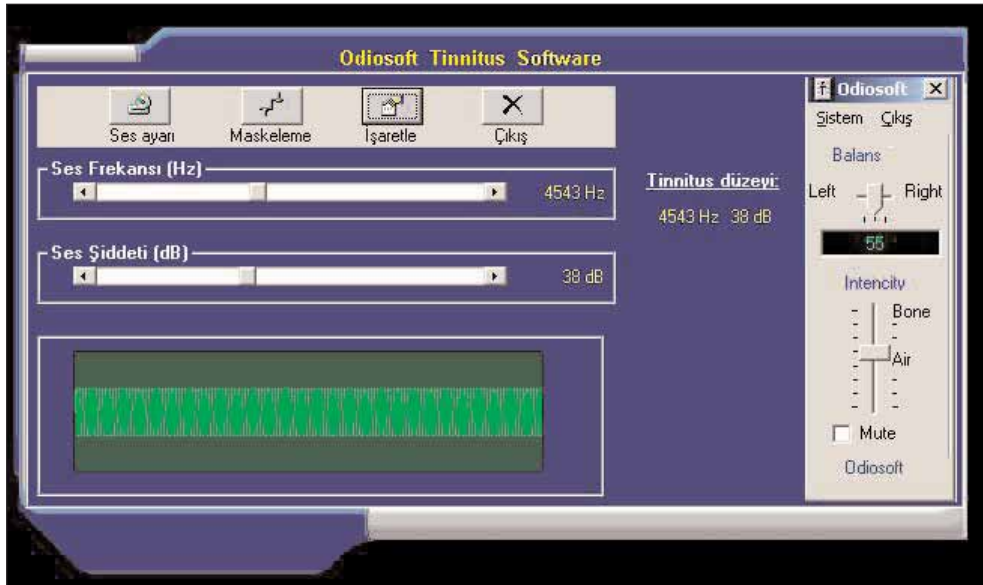 Odiosoft Tinnitus Software
Ses ayarı Maskeleme İşaretle Çıkış
Ses Frekansı (Hz)
4543 Hz
Ses Şiddeti (dB)
38 dB
Tinnitus düzeyi:
4543 Hz 38 dB
Odiosoft
Sistem Çıkış
Balans
Left Right
55
Intencity
Bone
Air
Mute
Odiosoft